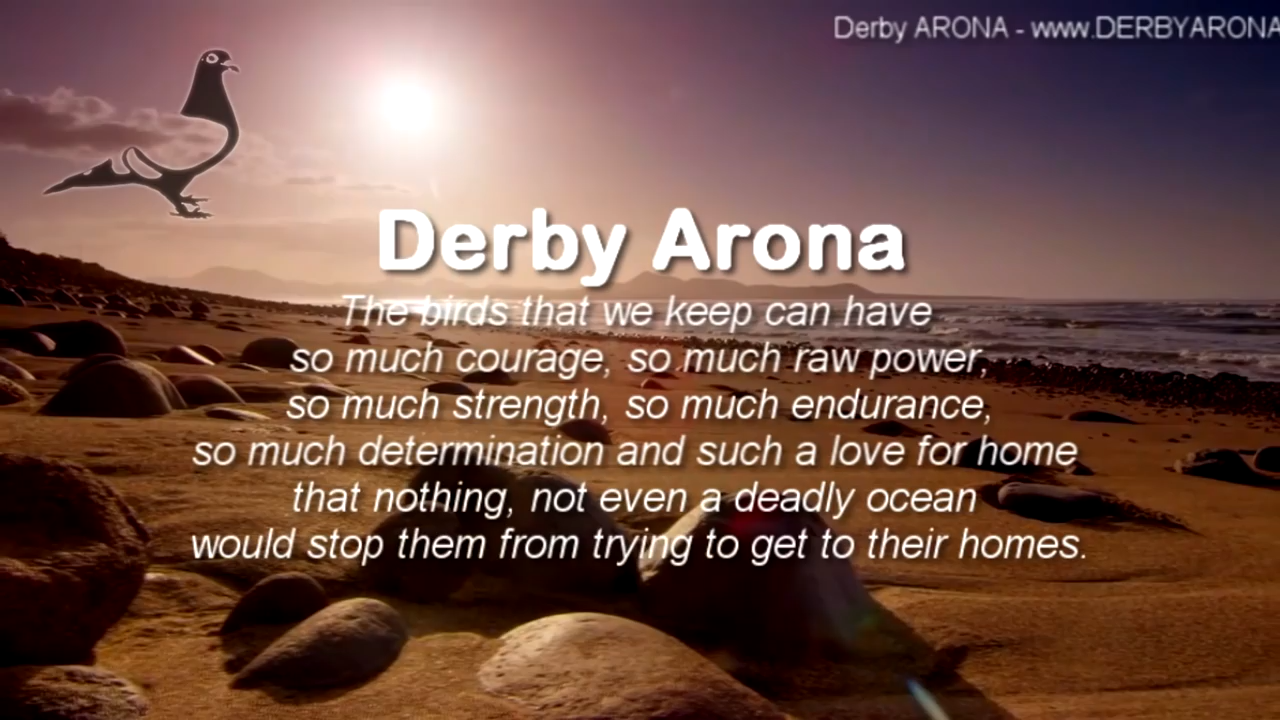 Derby ARONA - www.DERBYARONA
Derby Arona
The birds that we keep can have
so much courage, so much raw power,
so much strength, so much endurance,
so much determination and such a love for home
that nothing, not even a deadly ocean
would stop them from trying to get to their homes.